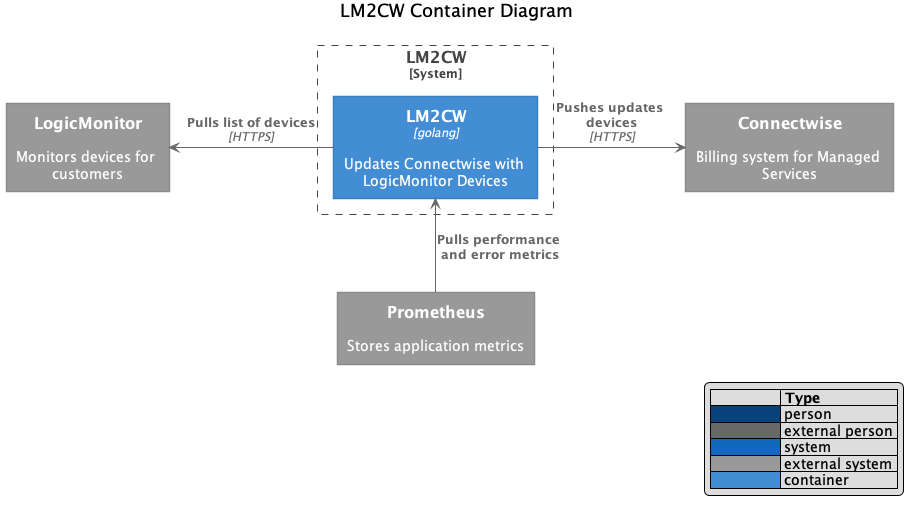 LM2CW Container Diagram
LM2CW
[System]
LogicMonitor
Monitors devices for
customers
Pulls list of devices
[HTTPS]
LM2CW
[golang]
Updates Connectwise with
LogicMonitor Devices
Pushes updates
devices
[HTTPS]
Connectwise
Billing system for Managed
Services
Pulls performance
and error metrics
Prometheus
Stores application metrics
Type
person
external person
system
external system
container